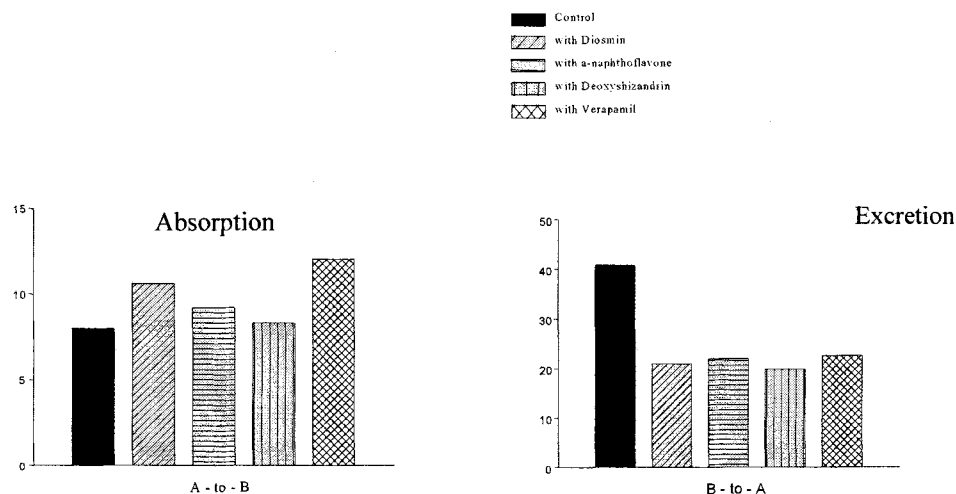 Control
with Diosmin
with a-naphthoflavone
with Deoxyshizandrin
with Verapamil
Absorption
15
10
5
0
A - to - B
Excretion
50
40
30
20
10
0
B - to - A